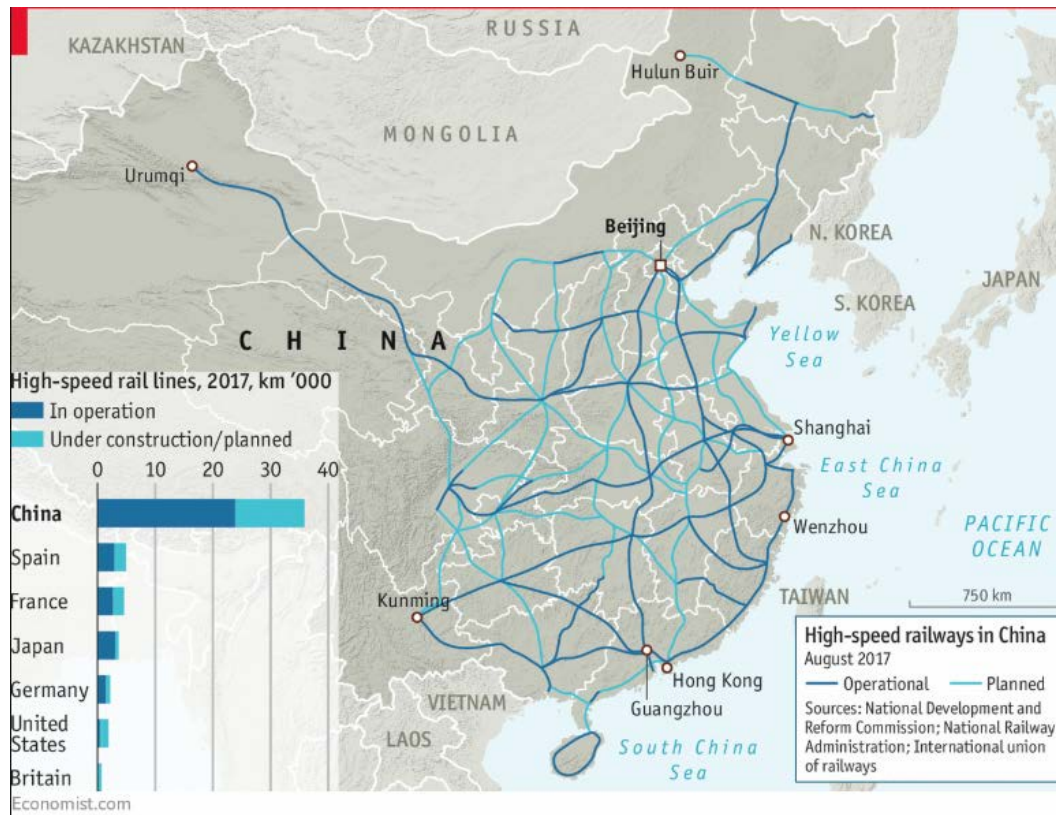 RUSSIA
KAZAKHSTAN
Hulun Buir
MONGOLIA
Urumqi
Beijing
N. KOREA
JAPAN
S. KOREA
CHINA
Yellow
Sea
High-speed rail lines, 2017, km '000
In operation
Under construction/planned
0 10 20 30 40
China
Spain
France
Japan
Germany
United
States
Britain
Shanghai
East China
Sea
Wenzhou
PACIFIC
OCEAN
TAIWAN
750 km
Kunming
Hong Kong
Guangzhou
VIETNAM
LAOS
South China
Sea
High-speed railways in China
August 2017
Operational Planned
Sources: National Development and
Reform Commission; National Railway
Administration; International union
of railways
Economist.com